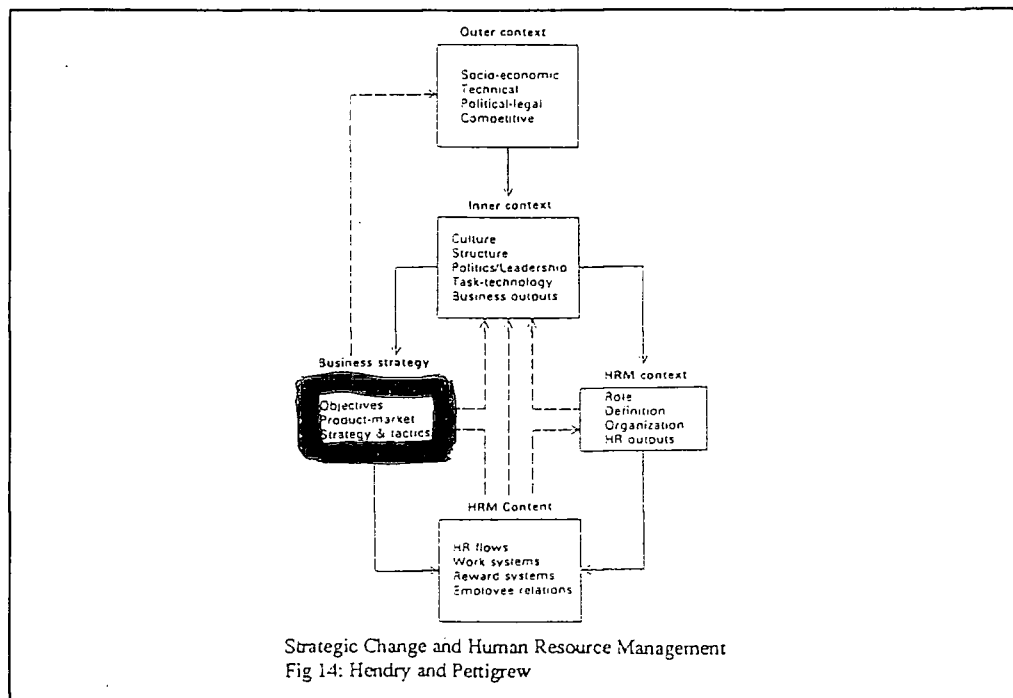 Outer context
Socio-economic
Technical
Political-legal
Competitive
Inner context
Culture
Structure
Politics/Leadership
Task-technology
Business outputs
Business strategy
Objectives
Product-market
Strategy & tactics
HRM context
Role
Definition
Organization
HR outputs
HRM Content
HR flows
Work systems
Reward systems
Employee relations
Strategic Change and Human Resource Management
Fig 14: Hendry and Pettigrew